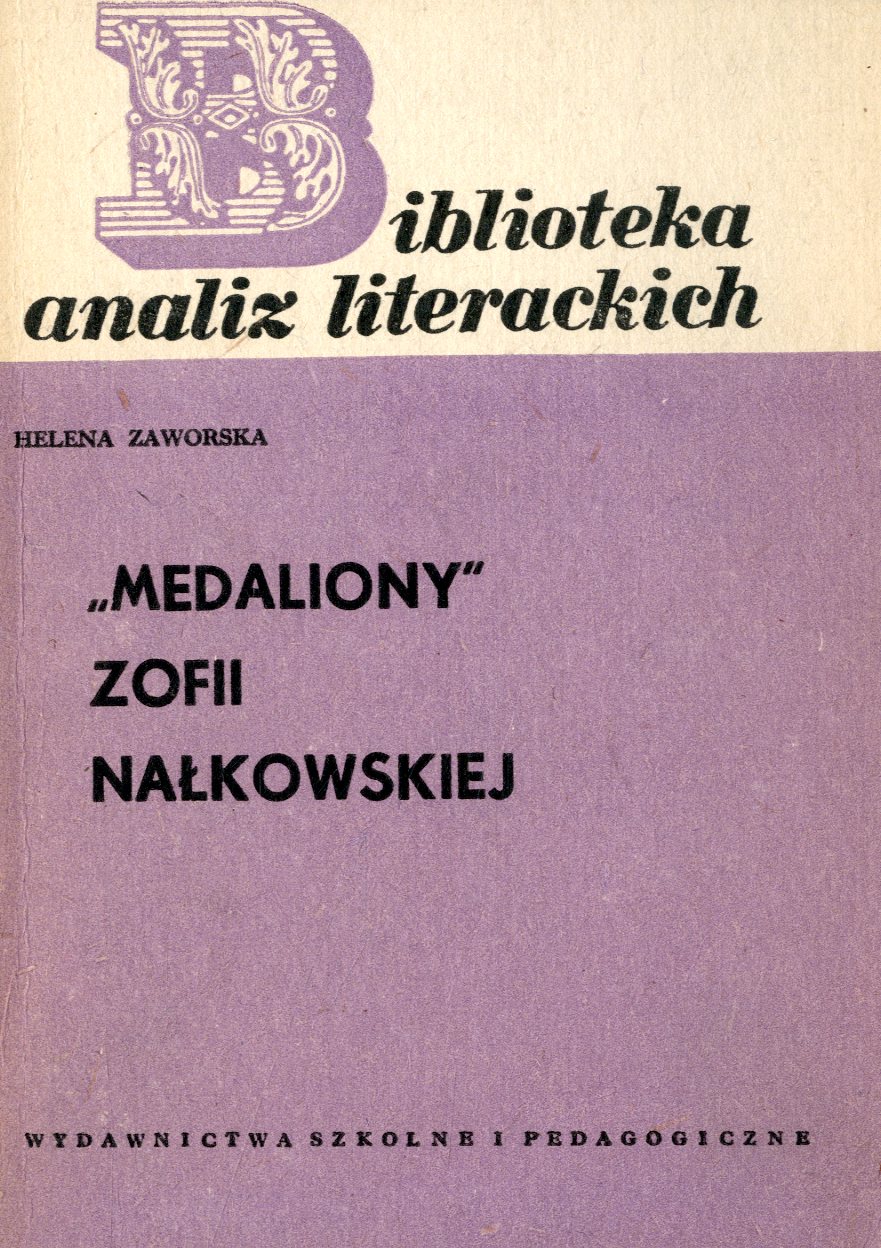 Biblioteka
analiz literackich
HELENA ZAWORSKA
„MEDALIONY”
ZOFII
NAŁKOWSKIEJ
WYDAWNICTWA SZKOLNE I PEDAGOGICZNE